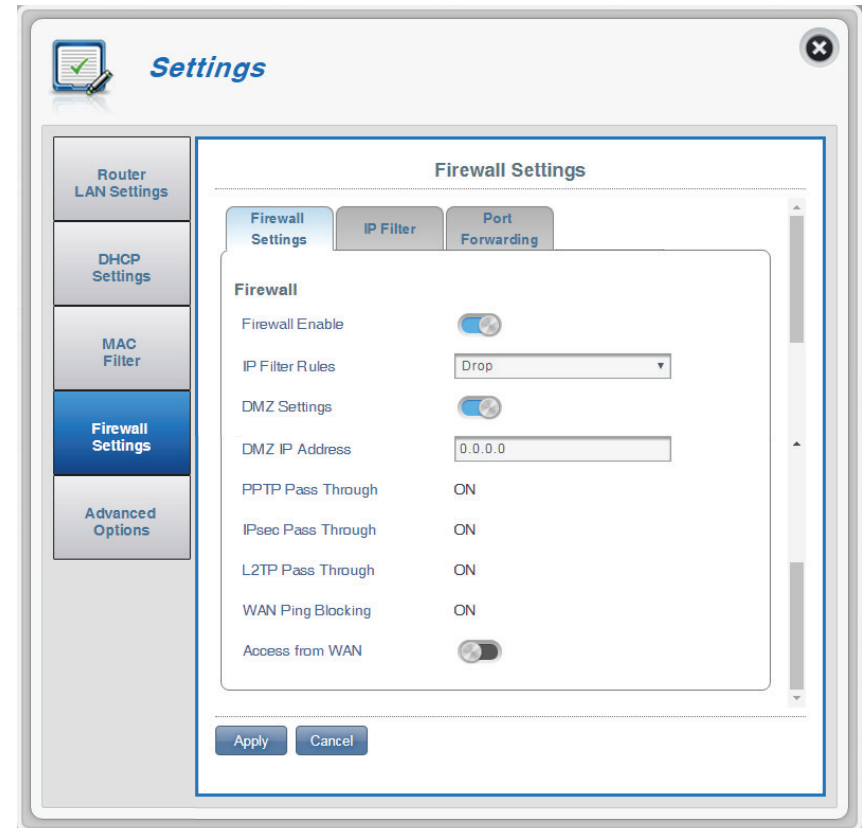 Settings
Router
LAN Settings
DHCP
Settings
MAC
Filter
Firewall
Settings
Advanced
Options
Firewall Settings
Firewall
Settings
IP Filter
Port
Forwarding
Firewall
Firewall Enable
IP Filter Rules
Drop
DMZ Settings
DMZ IP Address
0.0.0.0
PPTP Pass Through
ON
IPsec Pass Through
ON
L2TP Pass Through
ON
WAN Ping Blocking
ON
Access from WAN
Apply
Cancel